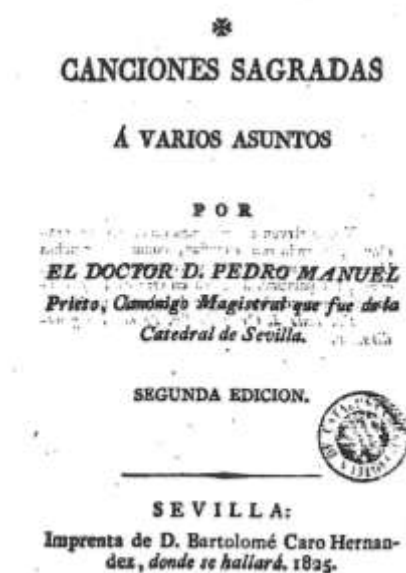 CANCIONES SAGRADAS
Á VARIOS ASUNTOS
POR
EL DOCTOR D. PEDRO MANUEL
Prieto, Canónigo Magistral que fue de la
Catedral de Sevilla.
SEGUNDA EDICION.
SEVILLA:
Imprenta de D. Bartolomé Caro Hernan-
dez, donde se hallará. 1825.